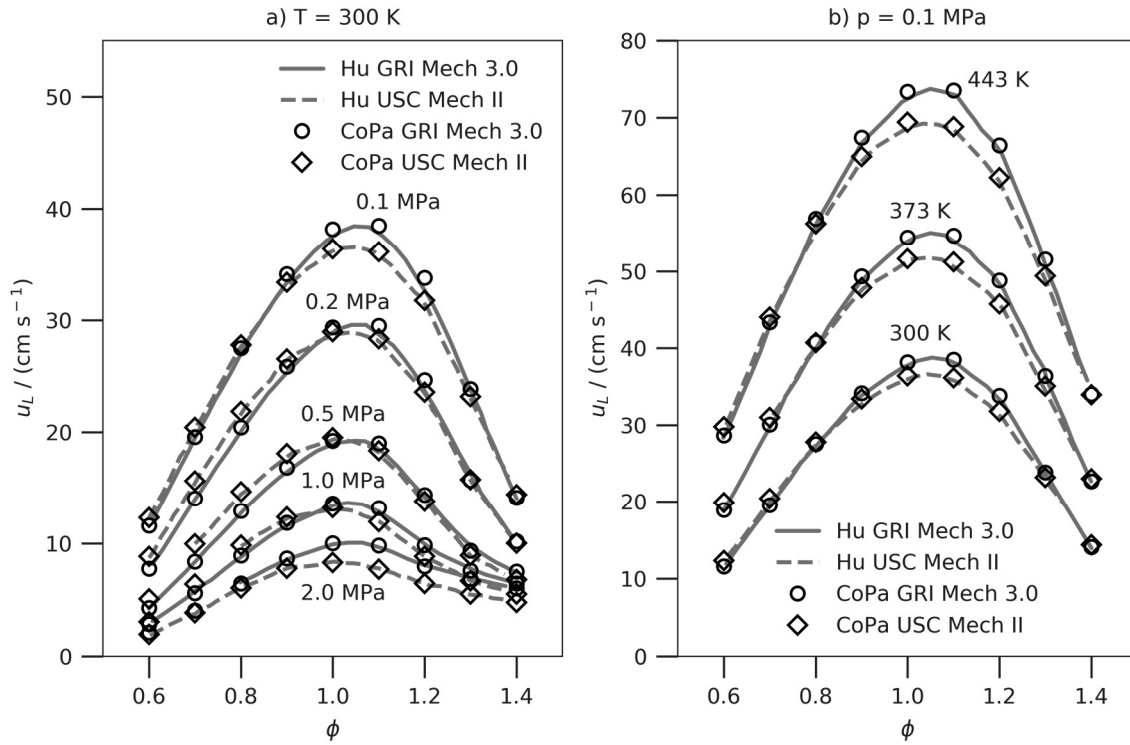 a) T = 300 K
u_L / (cm s⁻¹)
50
40
30
20
10
0
Hu GRI Mech 3.0
Hu USC Mech II
CoPa GRI Mech 3.0
CoPa USC Mech II
0.1 MPa
0.2 MPa
0.5 MPa
1.0 MPa
2.0 MPa
0.6 0.8 1.0 1.2 1.4
ϕ
b) p = 0.1 MPa
u_L / (cm s⁻¹)
80
70
60
50
40
30
20
10
0
443 K
373 K
300 K
Hu GRI Mech 3.0
Hu USC Mech II
CoPa GRI Mech 3.0
CoPa USC Mech II
0.6 0.8 1.0 1.2 1.4
ϕ